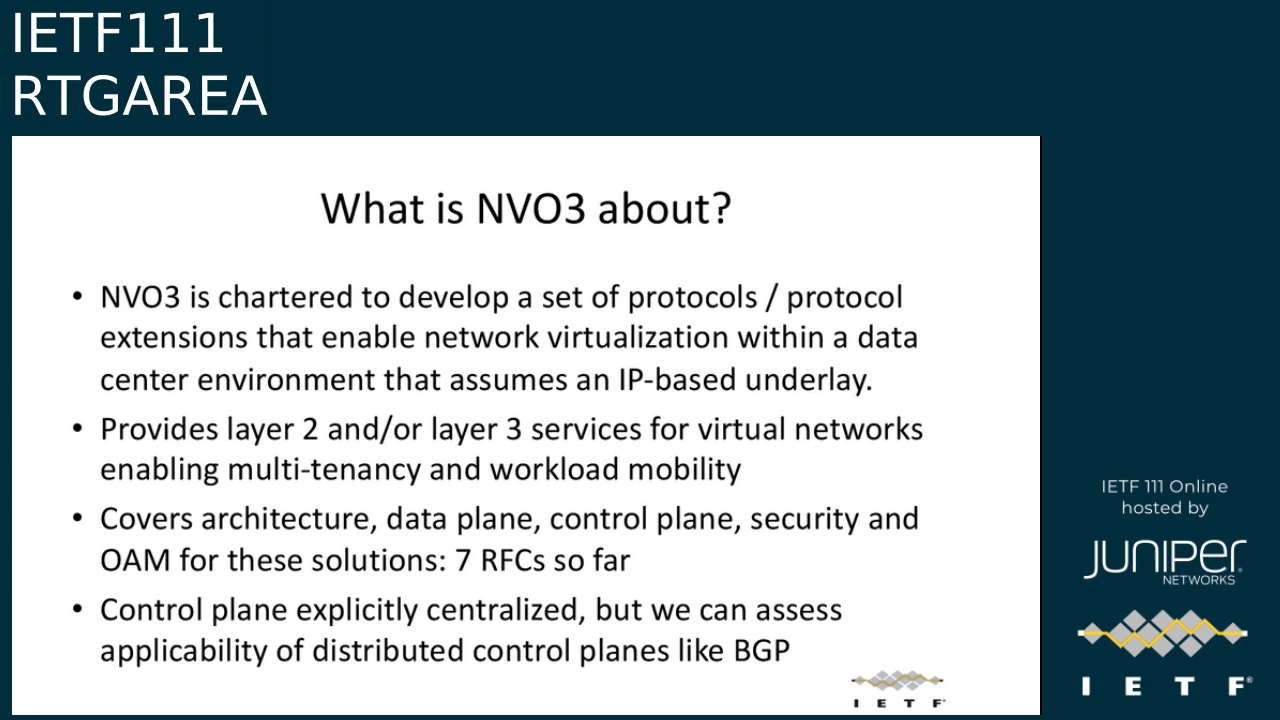 IETF111
RTGAREA
What is NVO3 about?
• NVO3 is chartered to develop a set of protocols / protocol
extensions that enable network virtualization within a data
center environment that assumes an IP-based underlay.
• Provides layer 2 and/or layer 3 services for virtual networks
enabling multi-tenancy and workload mobility
• Covers architecture, data plane, control plane, security and
OAM for these solutions: 7 RFCs so far
• Control plane explicitly centralized, but we can assess
applicability of distributed control planes like BGP
I E T F
IETF 111 Online
hosted by
JUNIPER
NETWORKS
I E T F®